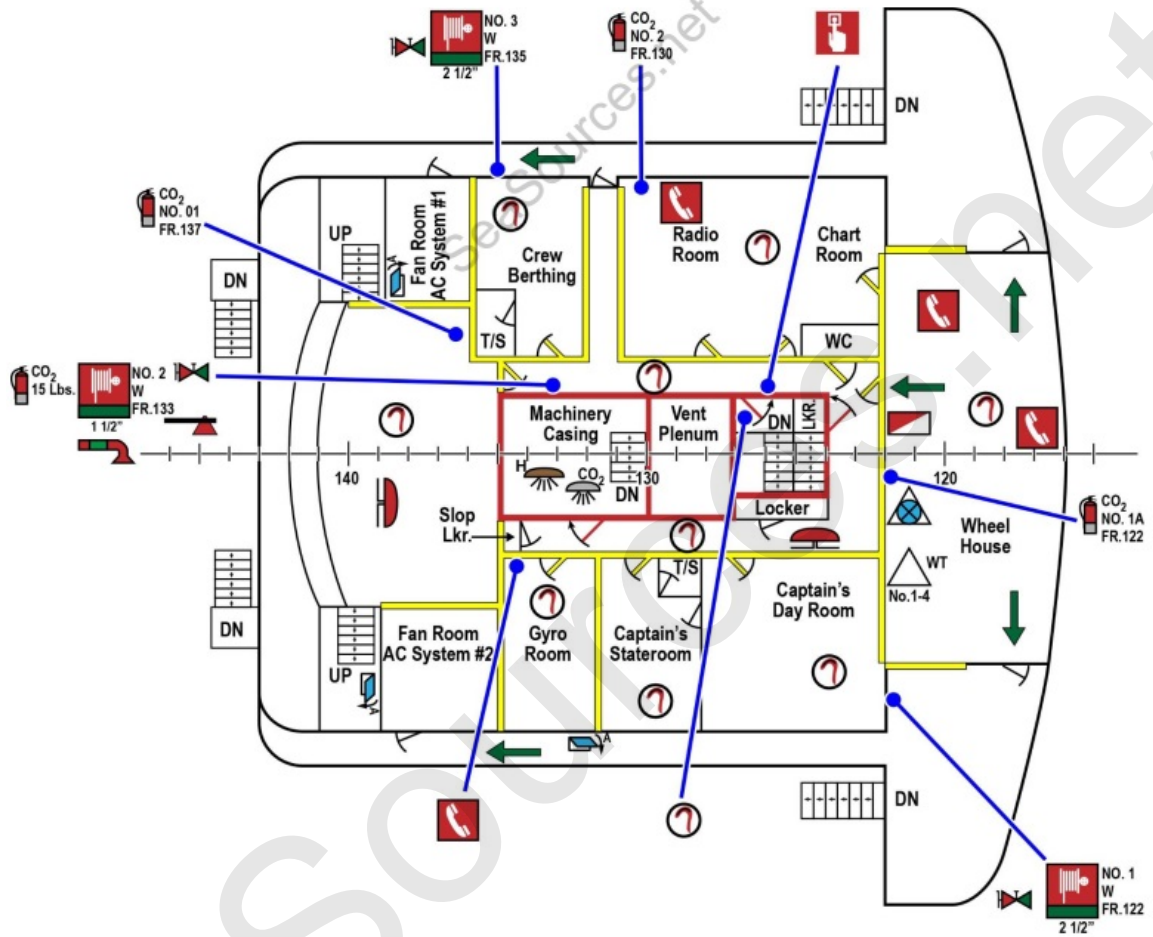 NO. 3
W
FR.135
2 1/2”
CO2
NO. 2
FR.130
DN
SeaSources.net
CO2
NO. 01
FR.137
UP
Fan Room
AC System #1
A
Crew
Berthing
Radio
Room
Chart
Room
DN
T/S
WC
CO2
15 Lbs.
NO. 2
W
FR.133
1 1/2”
Machinery
Casing
Vent
Plenum
DN
LKR.
140
H
CO2
DN
130
120
Locker
CO2
NO. 1A
FR.122
Slop
Lkr.
Wheel
House
WT
No.1-4
T/S
Captain's
Day Room
DN
Fan Room
AC System #2
Gyro
Room
Captain's
Stateroom
UP
A
A
DN
NO. 1
W
FR.122
2 1/2”
Sources.net